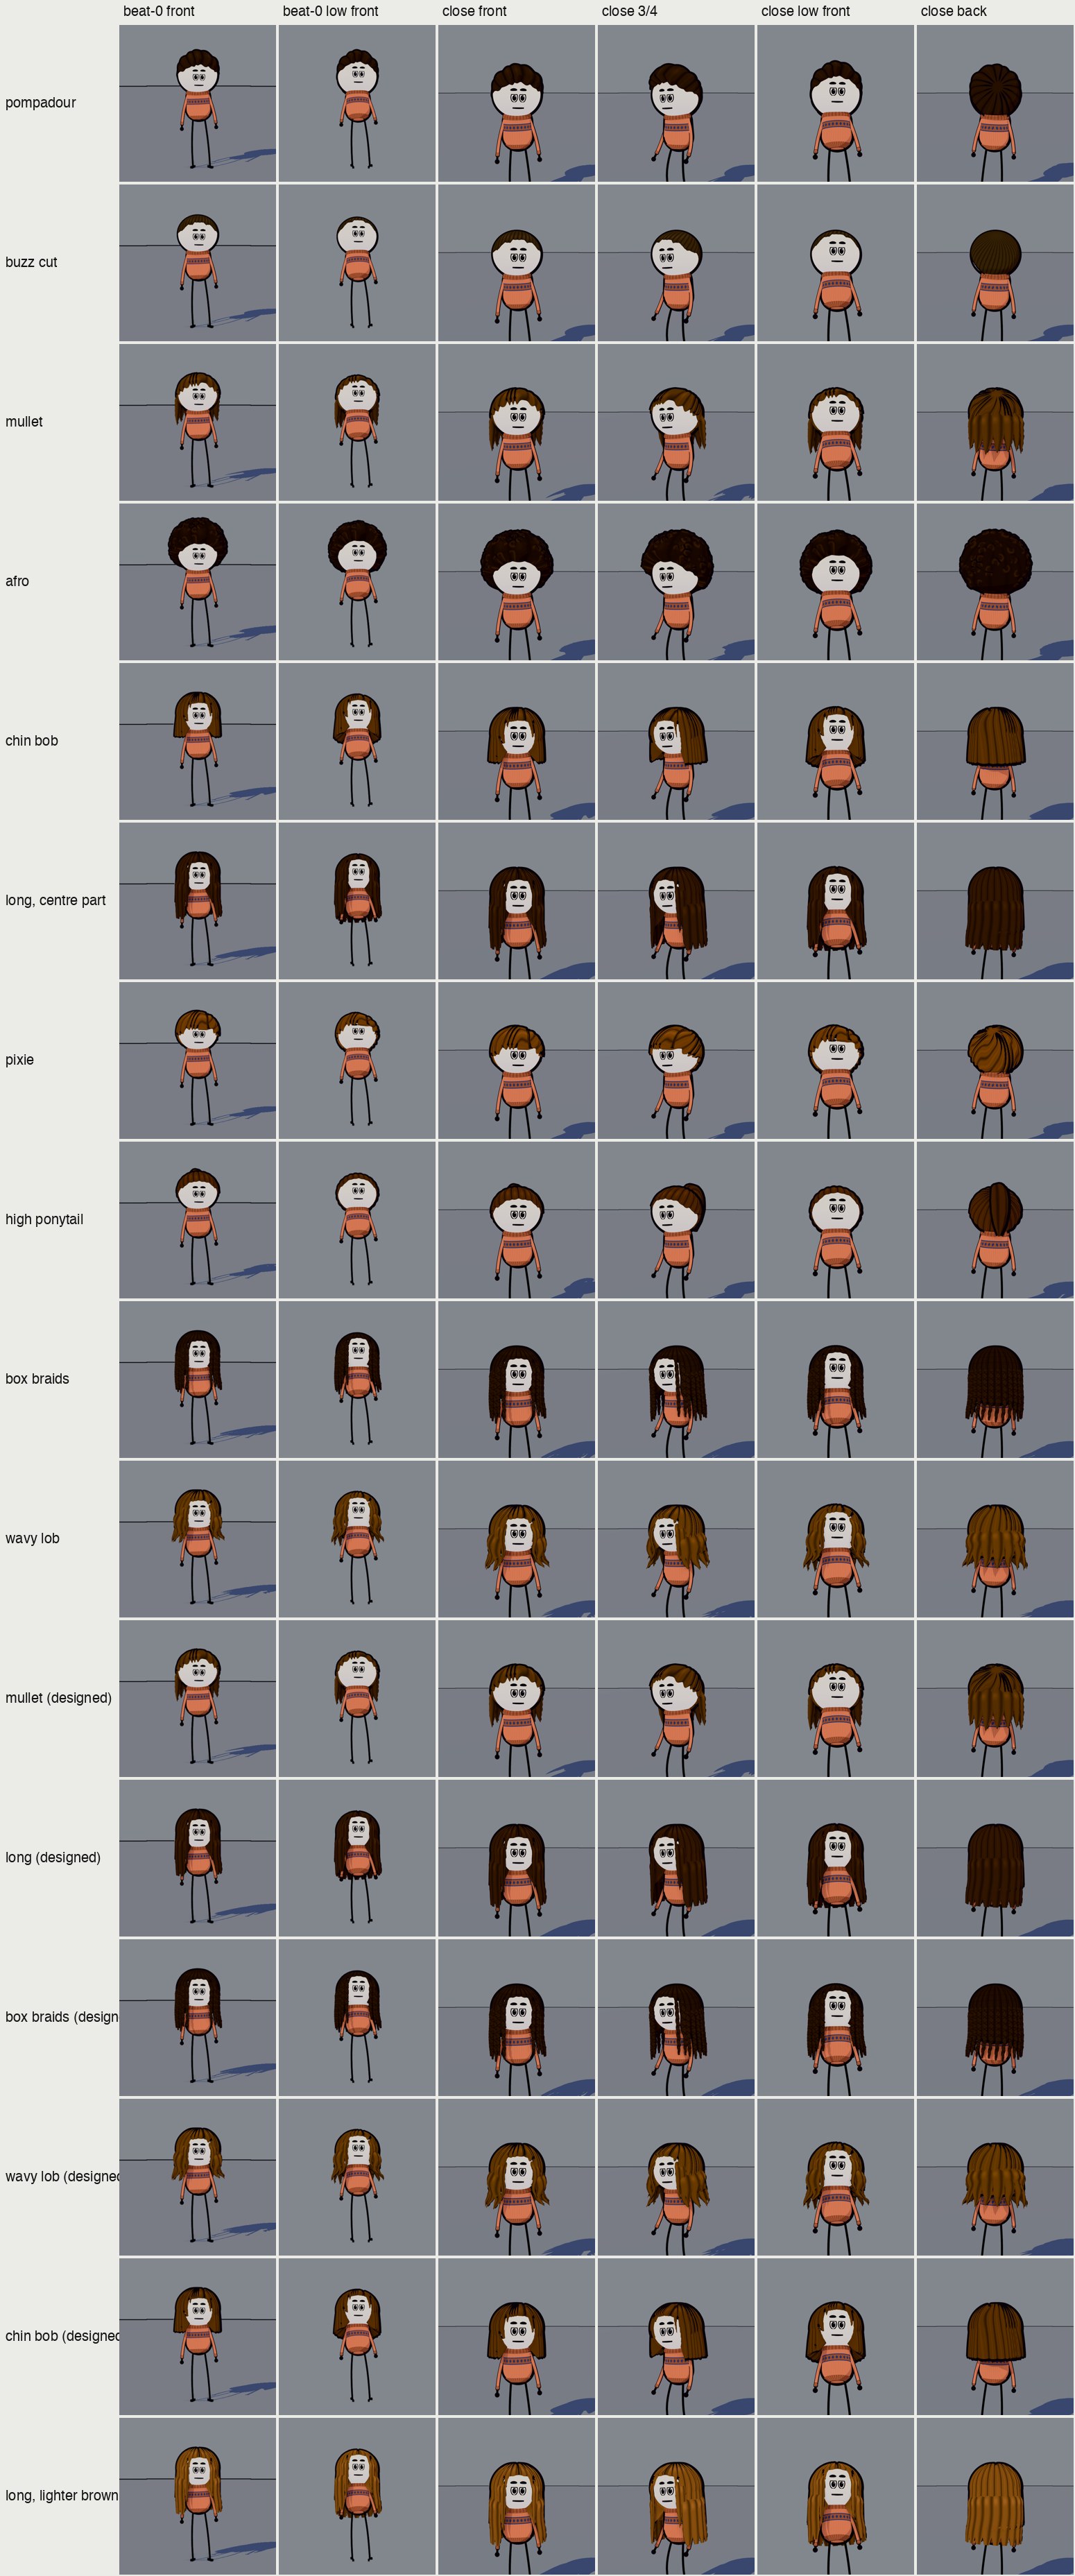 beat-0 front beat-0 low front close front close 3/4 close low front close back
pompadour
buzz cut
mullet
afro
chin bob
long, centre part
pixie
high ponytail
box braids
wavy lob
mullet (designed)
long (designed)
box braids (design
wavy lob (designed
chin bob (designed
long, lighter brown